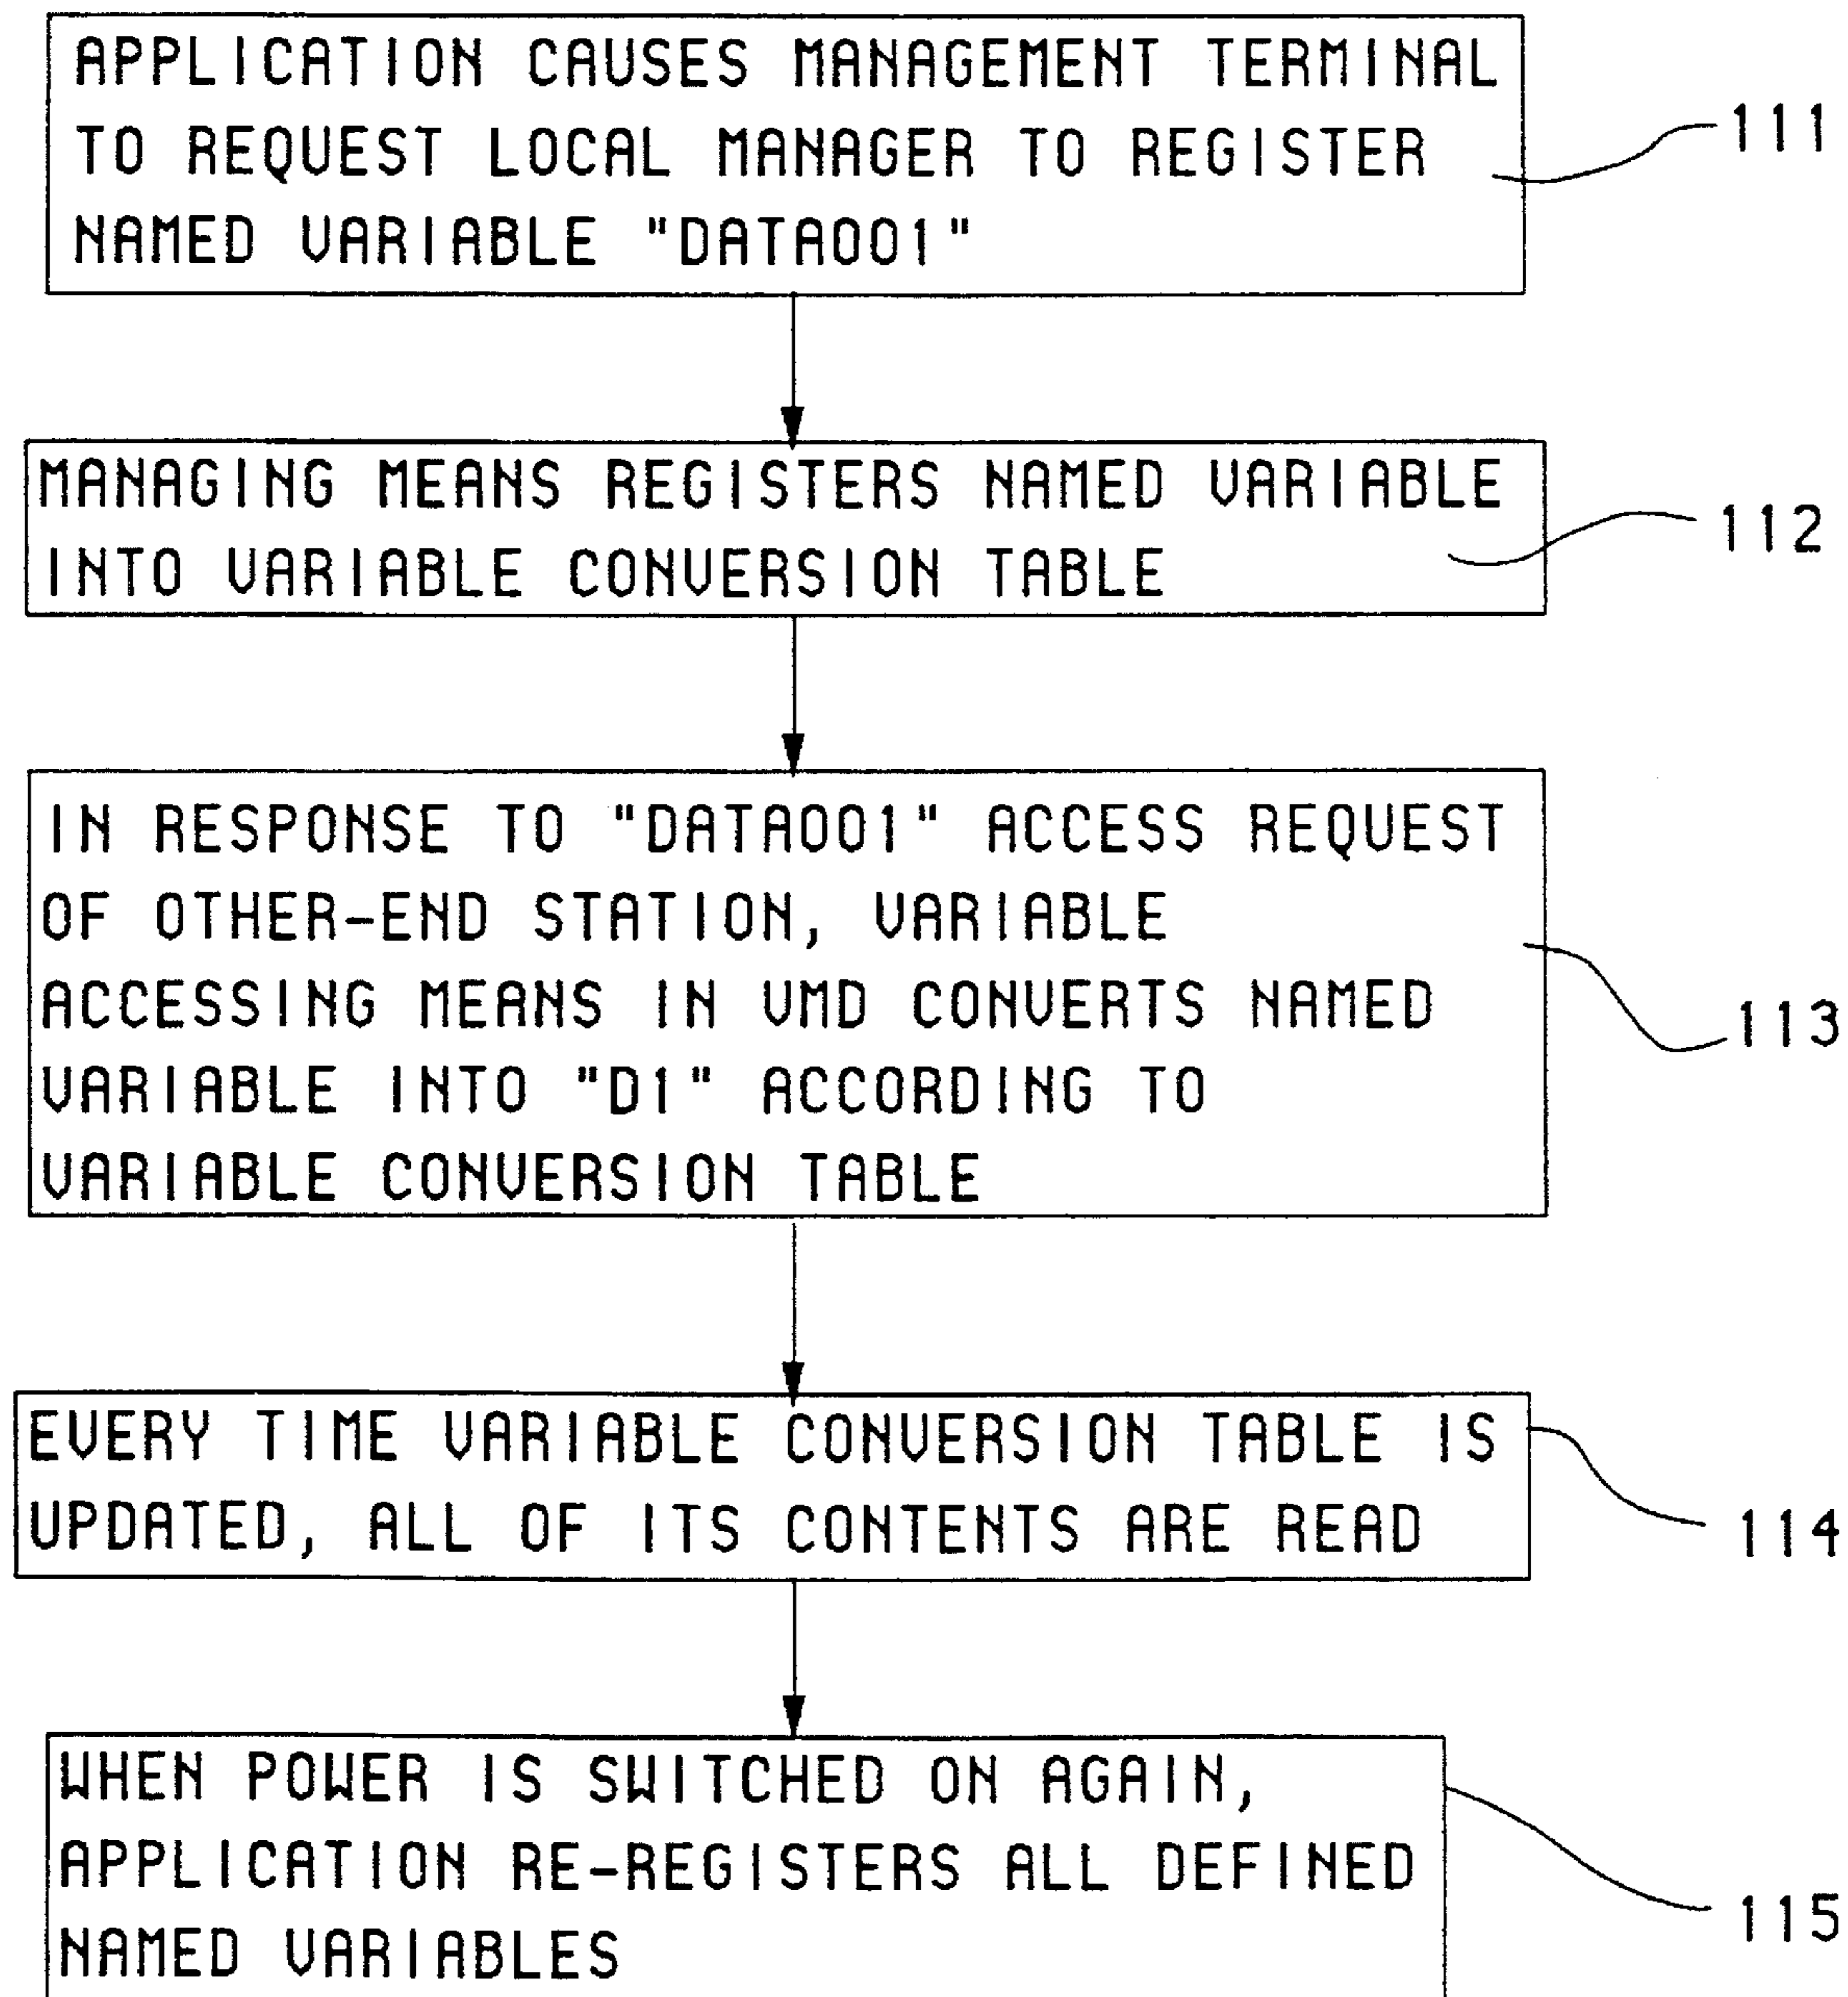 APPLICATION CAUSES MANAGEMENT TERMINAL
TO REQUEST LOCAL MANAGER TO REGISTER
NAMED VARIABLE "DATA001"
111
MANAGING MEANS REGISTERS NAMED VARIABLE
INTO VARIABLE CONVERSION TABLE
112
IN RESPONSE TO "DATA001" ACCESS REQUEST
OF OTHER-END STATION, VARIABLE
ACCESSING MEANS IN VMD CONVERTS NAMED
VARIABLE INTO "D1" ACCORDING TO
VARIABLE CONVERSION TABLE
113
EVERY TIME VARIABLE CONVERSION TABLE IS
UPDATED, ALL OF ITS CONTENTS ARE READ
114
WHEN POWER IS SWITCHED ON AGAIN,
APPLICATION RE-REGISTERS ALL DEFINED
NAMED VARIABLES
115